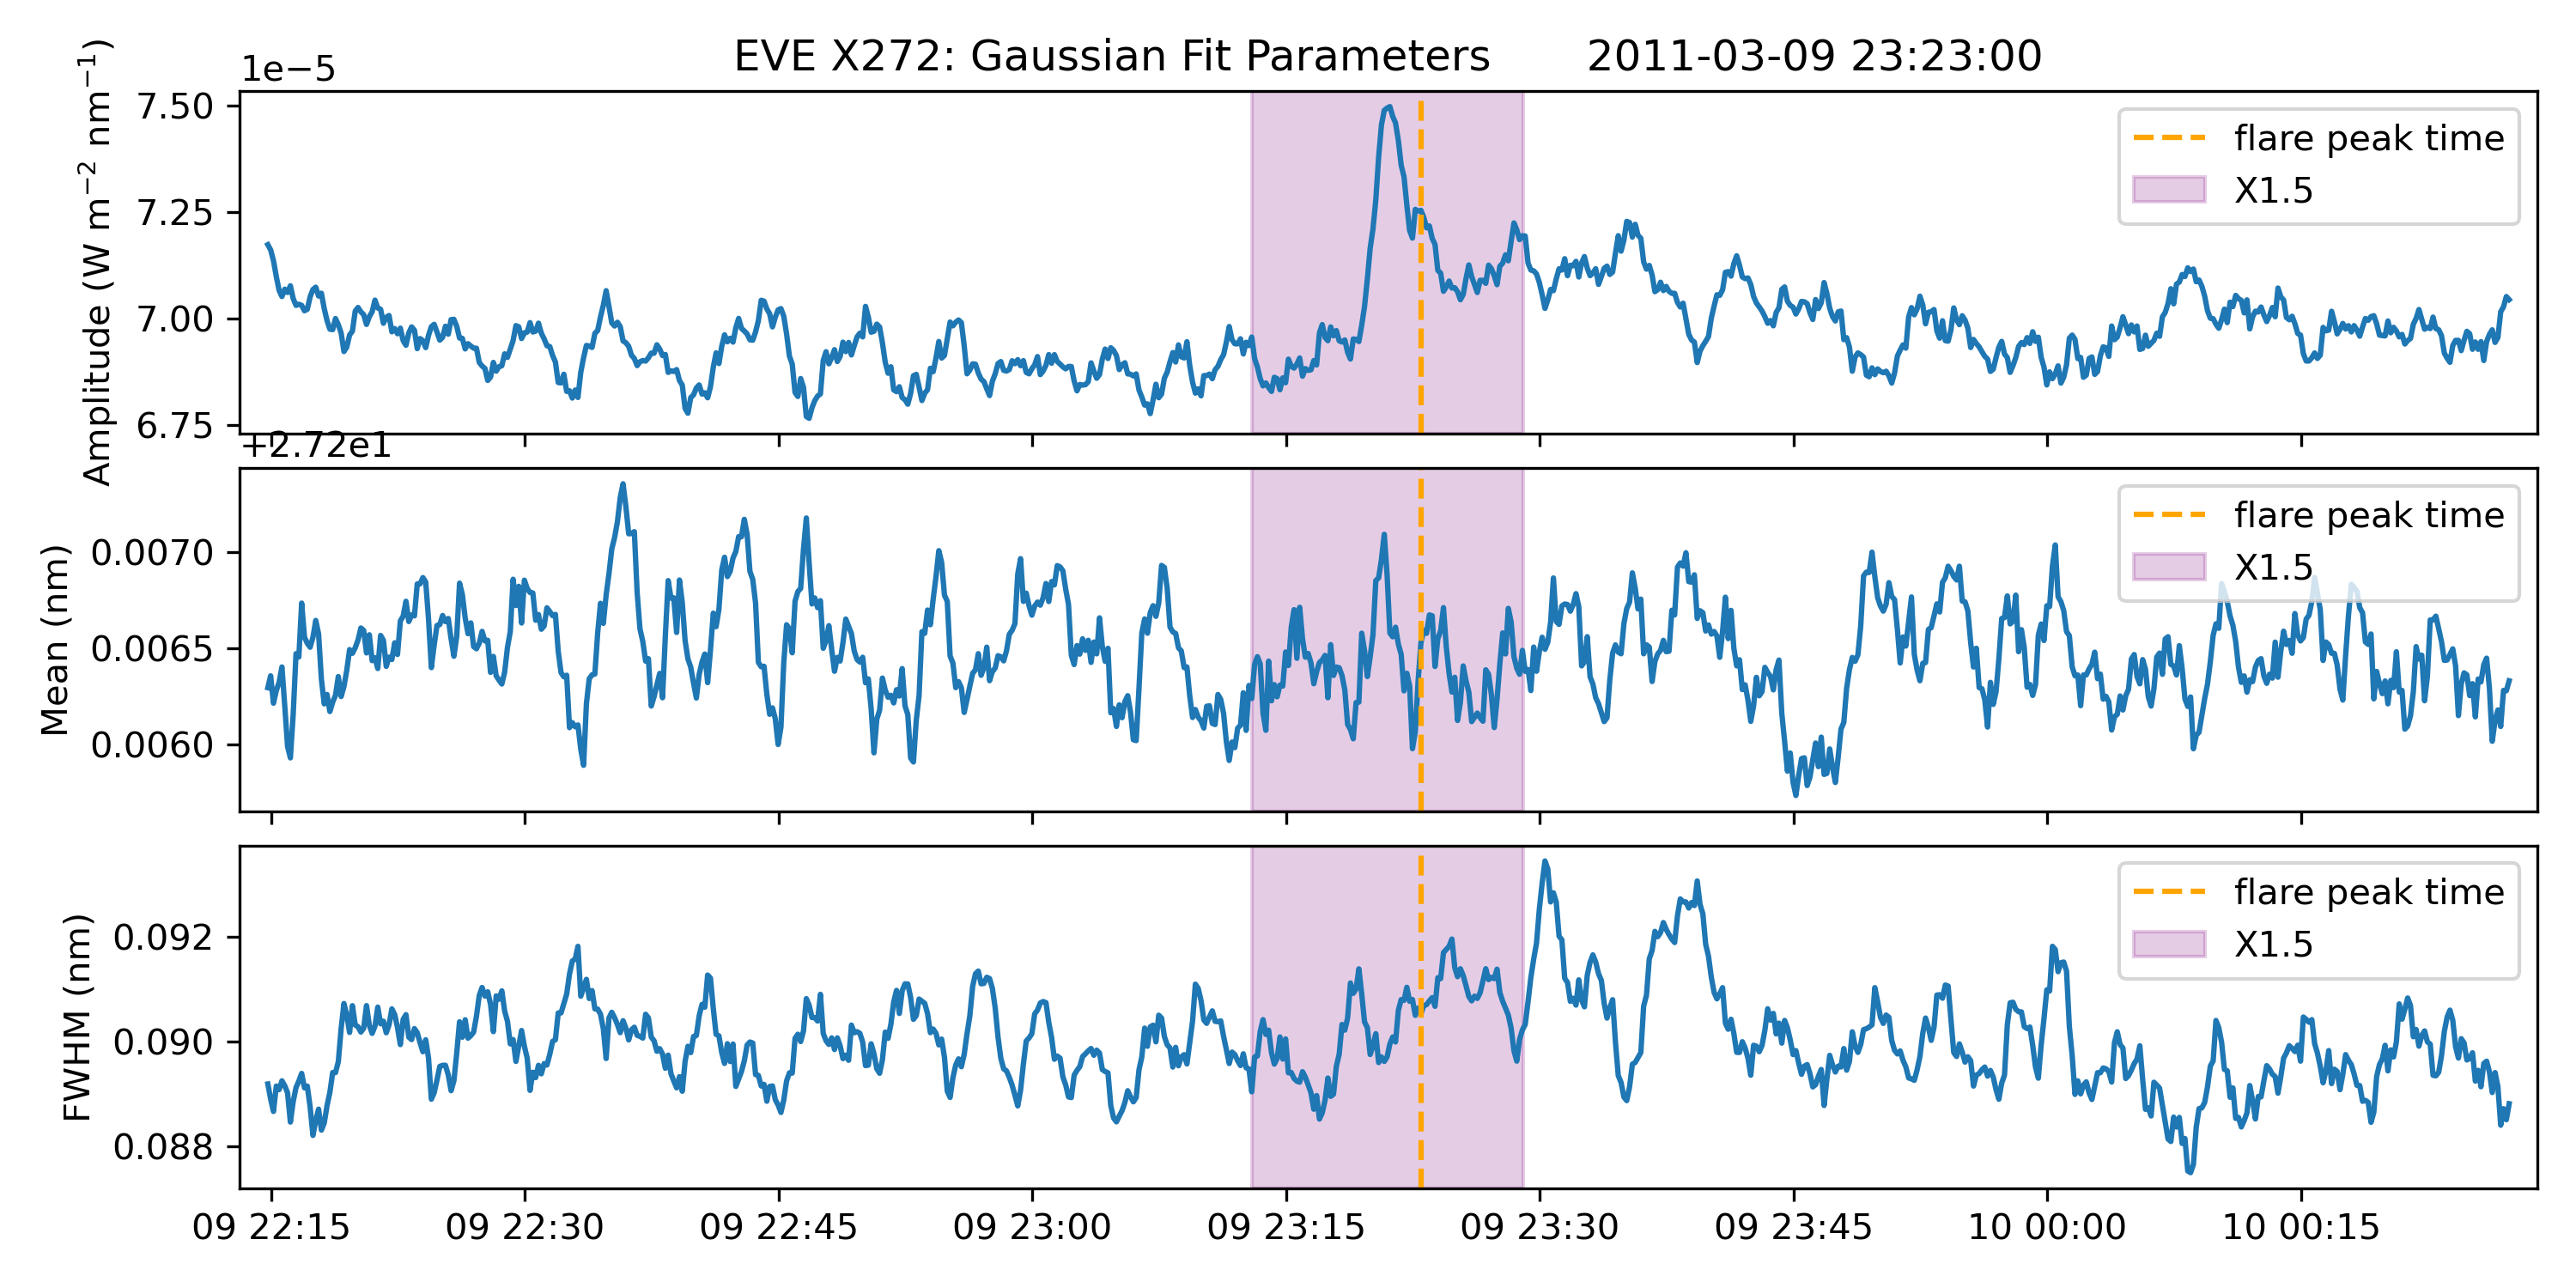 EVE X272: Gaussian Fit Parameters 2011-03-09 23:23:00
1e−5
Amplitude (W m⁻² nm⁻¹)
7.50
7.25
7.00
6.75
flare peak time
X1.5
+2.72e1
Mean (nm)
0.0070
0.0065
0.0060
flare peak time
X1.5
FWHM (nm)
0.092
0.090
0.088
flare peak time
X1.5
09 22:15 09 22:30 09 22:45 09 23:00 09 23:15 09 23:30 09 23:45 10 00:00 10 00:15